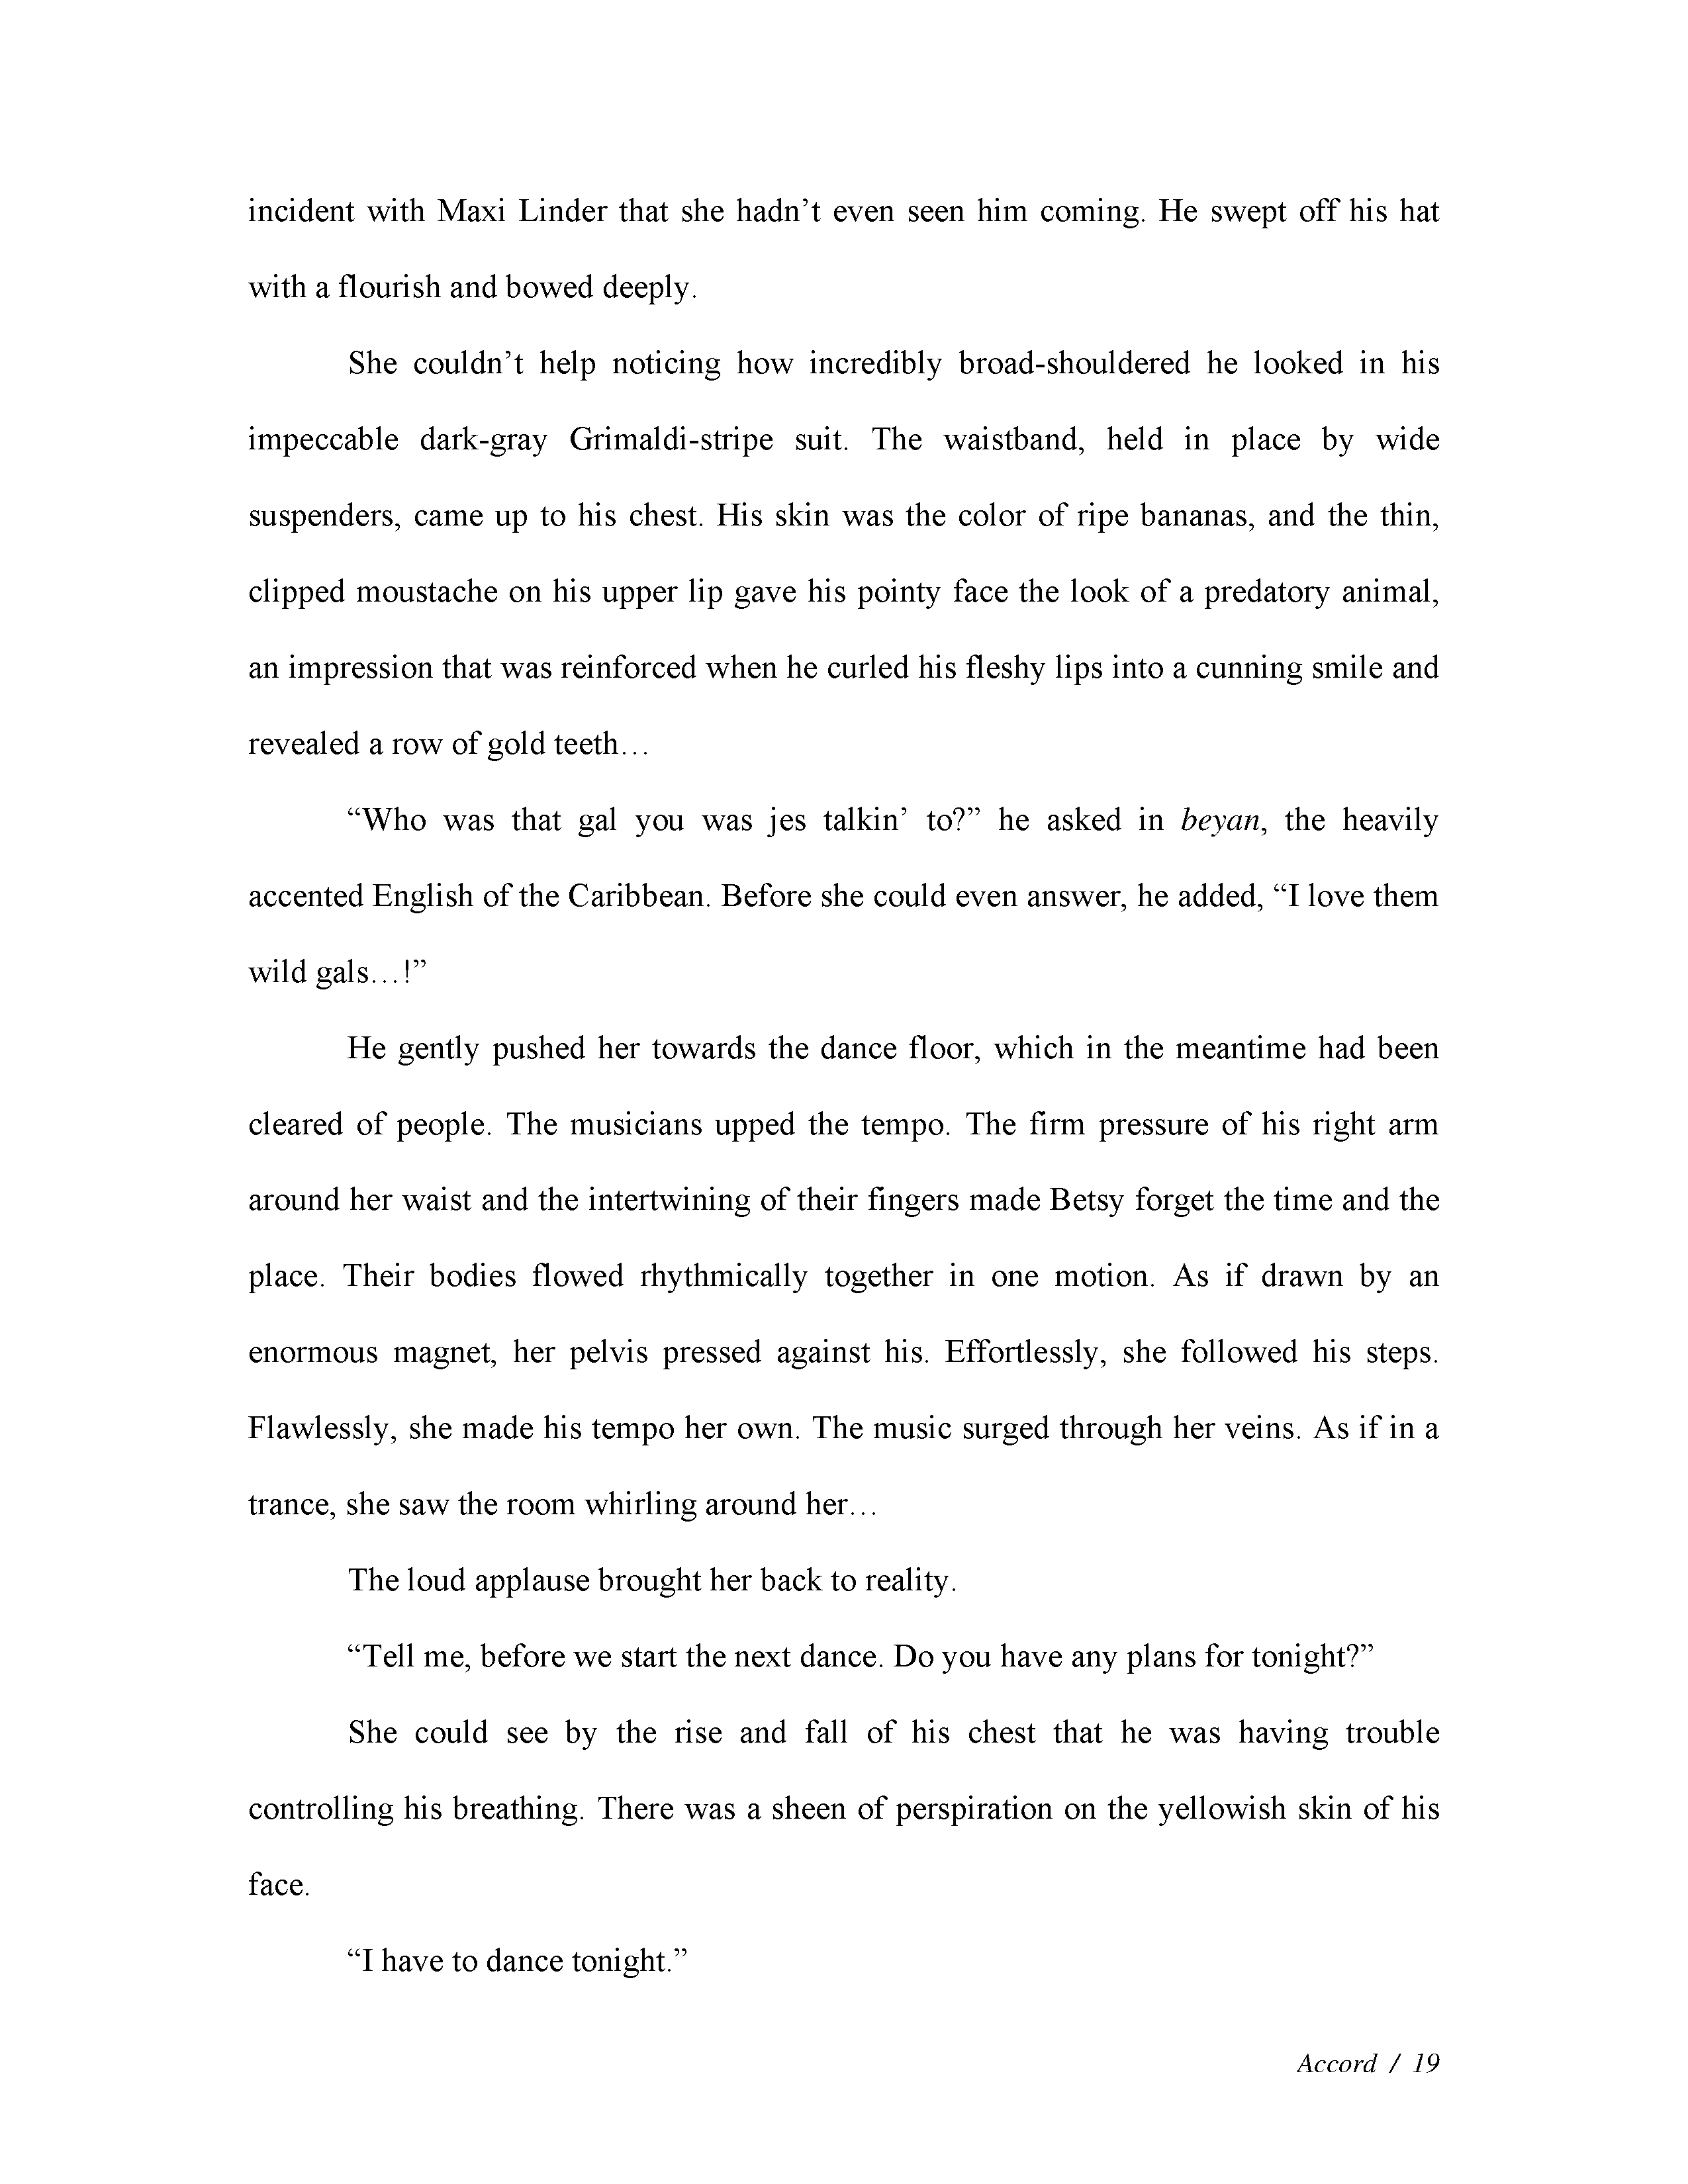 incident with Maxi Linder that she hadn’t even seen him coming. He swept off his hat
with a flourish and bowed deeply.
She couldn’t help noticing how incredibly broad-shouldered he looked in his
impeccable dark-gray Grimaldi-stripe suit. The waistband, held in place by wide
suspenders, came up to his chest. His skin was the color of ripe bananas, and the thin,
clipped moustache on his upper lip gave his pointy face the look of a predatory animal,
an impression that was reinforced when he curled his fleshy lips into a cunning smile and
revealed a row of gold teeth…
“Who was that gal you was jes talkin’ to?” he asked in beyan, the heavily
accented English of the Caribbean. Before she could even answer, he added, “I love them
wild gals…!”
He gently pushed her towards the dance floor, which in the meantime had been
cleared of people. The musicians upped the tempo. The firm pressure of his right arm
around her waist and the intertwining of their fingers made Betsy forget the time and the
place. Their bodies flowed rhythmically together in one motion. As if drawn by an
enormous magnet, her pelvis pressed against his. Effortlessly, she followed his steps.
Flawlessly, she made his tempo her own. The music surged through her veins. As if in a
trance, she saw the room whirling around her…
The loud applause brought her back to reality.
“Tell me, before we start the next dance. Do you have any plans for tonight?”
She could see by the rise and fall of his chest that he was having trouble
controlling his breathing. There was a sheen of perspiration on the yellowish skin of his
face.
“I have to dance tonight.”
Accord / 19